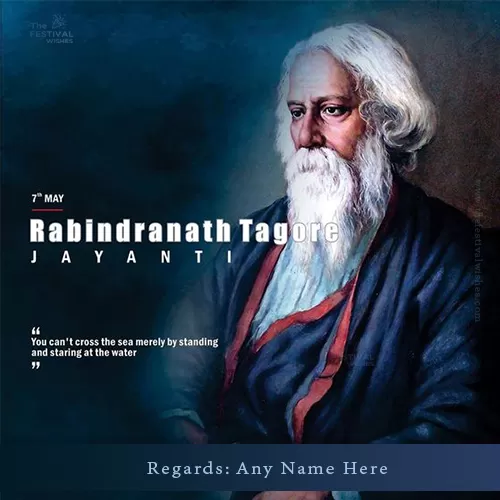 The
FESTIVAL
WISHES
7th MAY
Rabindranath Tagore
JAYANTI
“
You can't cross the sea merely by standing
and staring at the water
”
Regards: Any Name Here